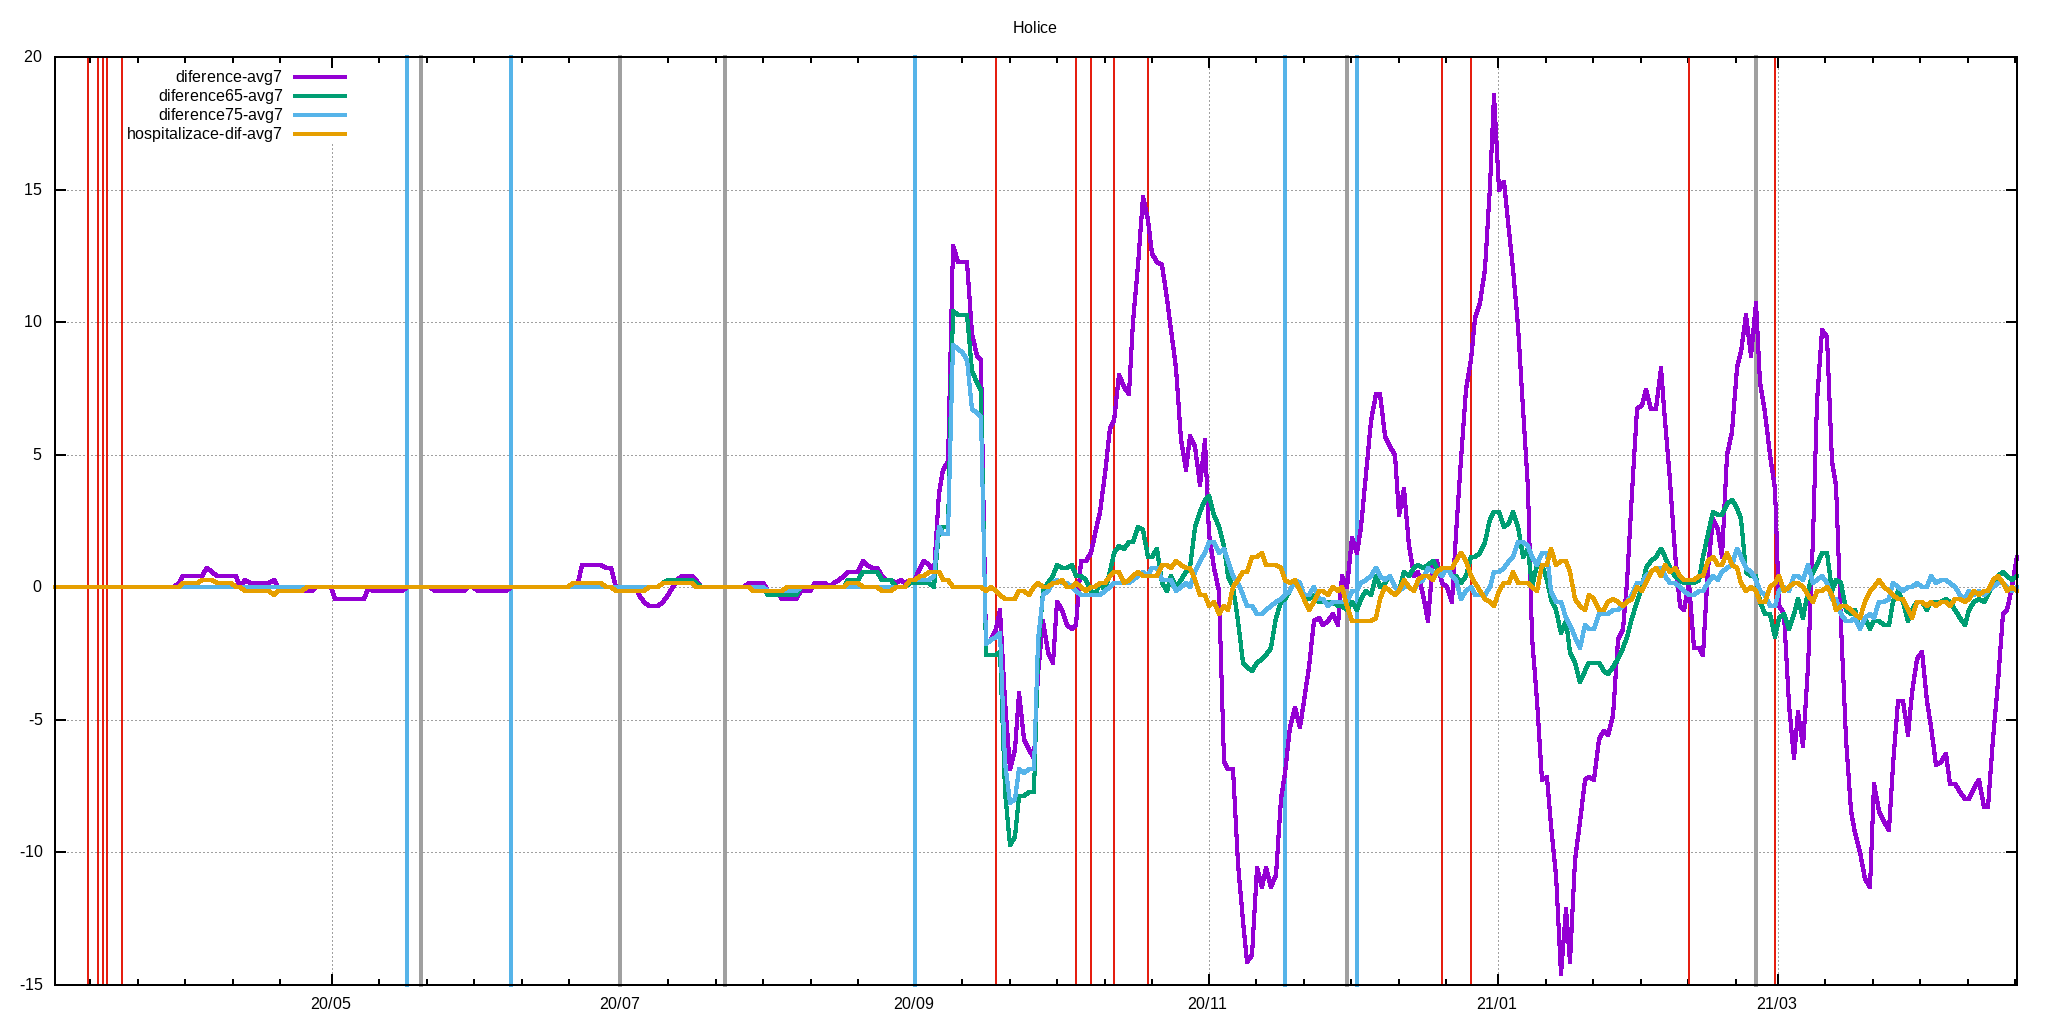 Holice
20
diference-avg7
diference65-avg7
diference75-avg7
hospitalizace-dif-avg7
15
10
5
0
-5
-10
-15
20/05 20/07 20/09 20/11 21/01 21/03